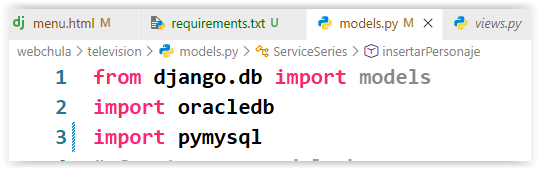 dj menu.html M requirements.txt U models.py M × views.py
webchula > television > models.py > ServiceSeries > insertarPersonaje
1 from django.db import models
2 import oracledb
3 import pymysql